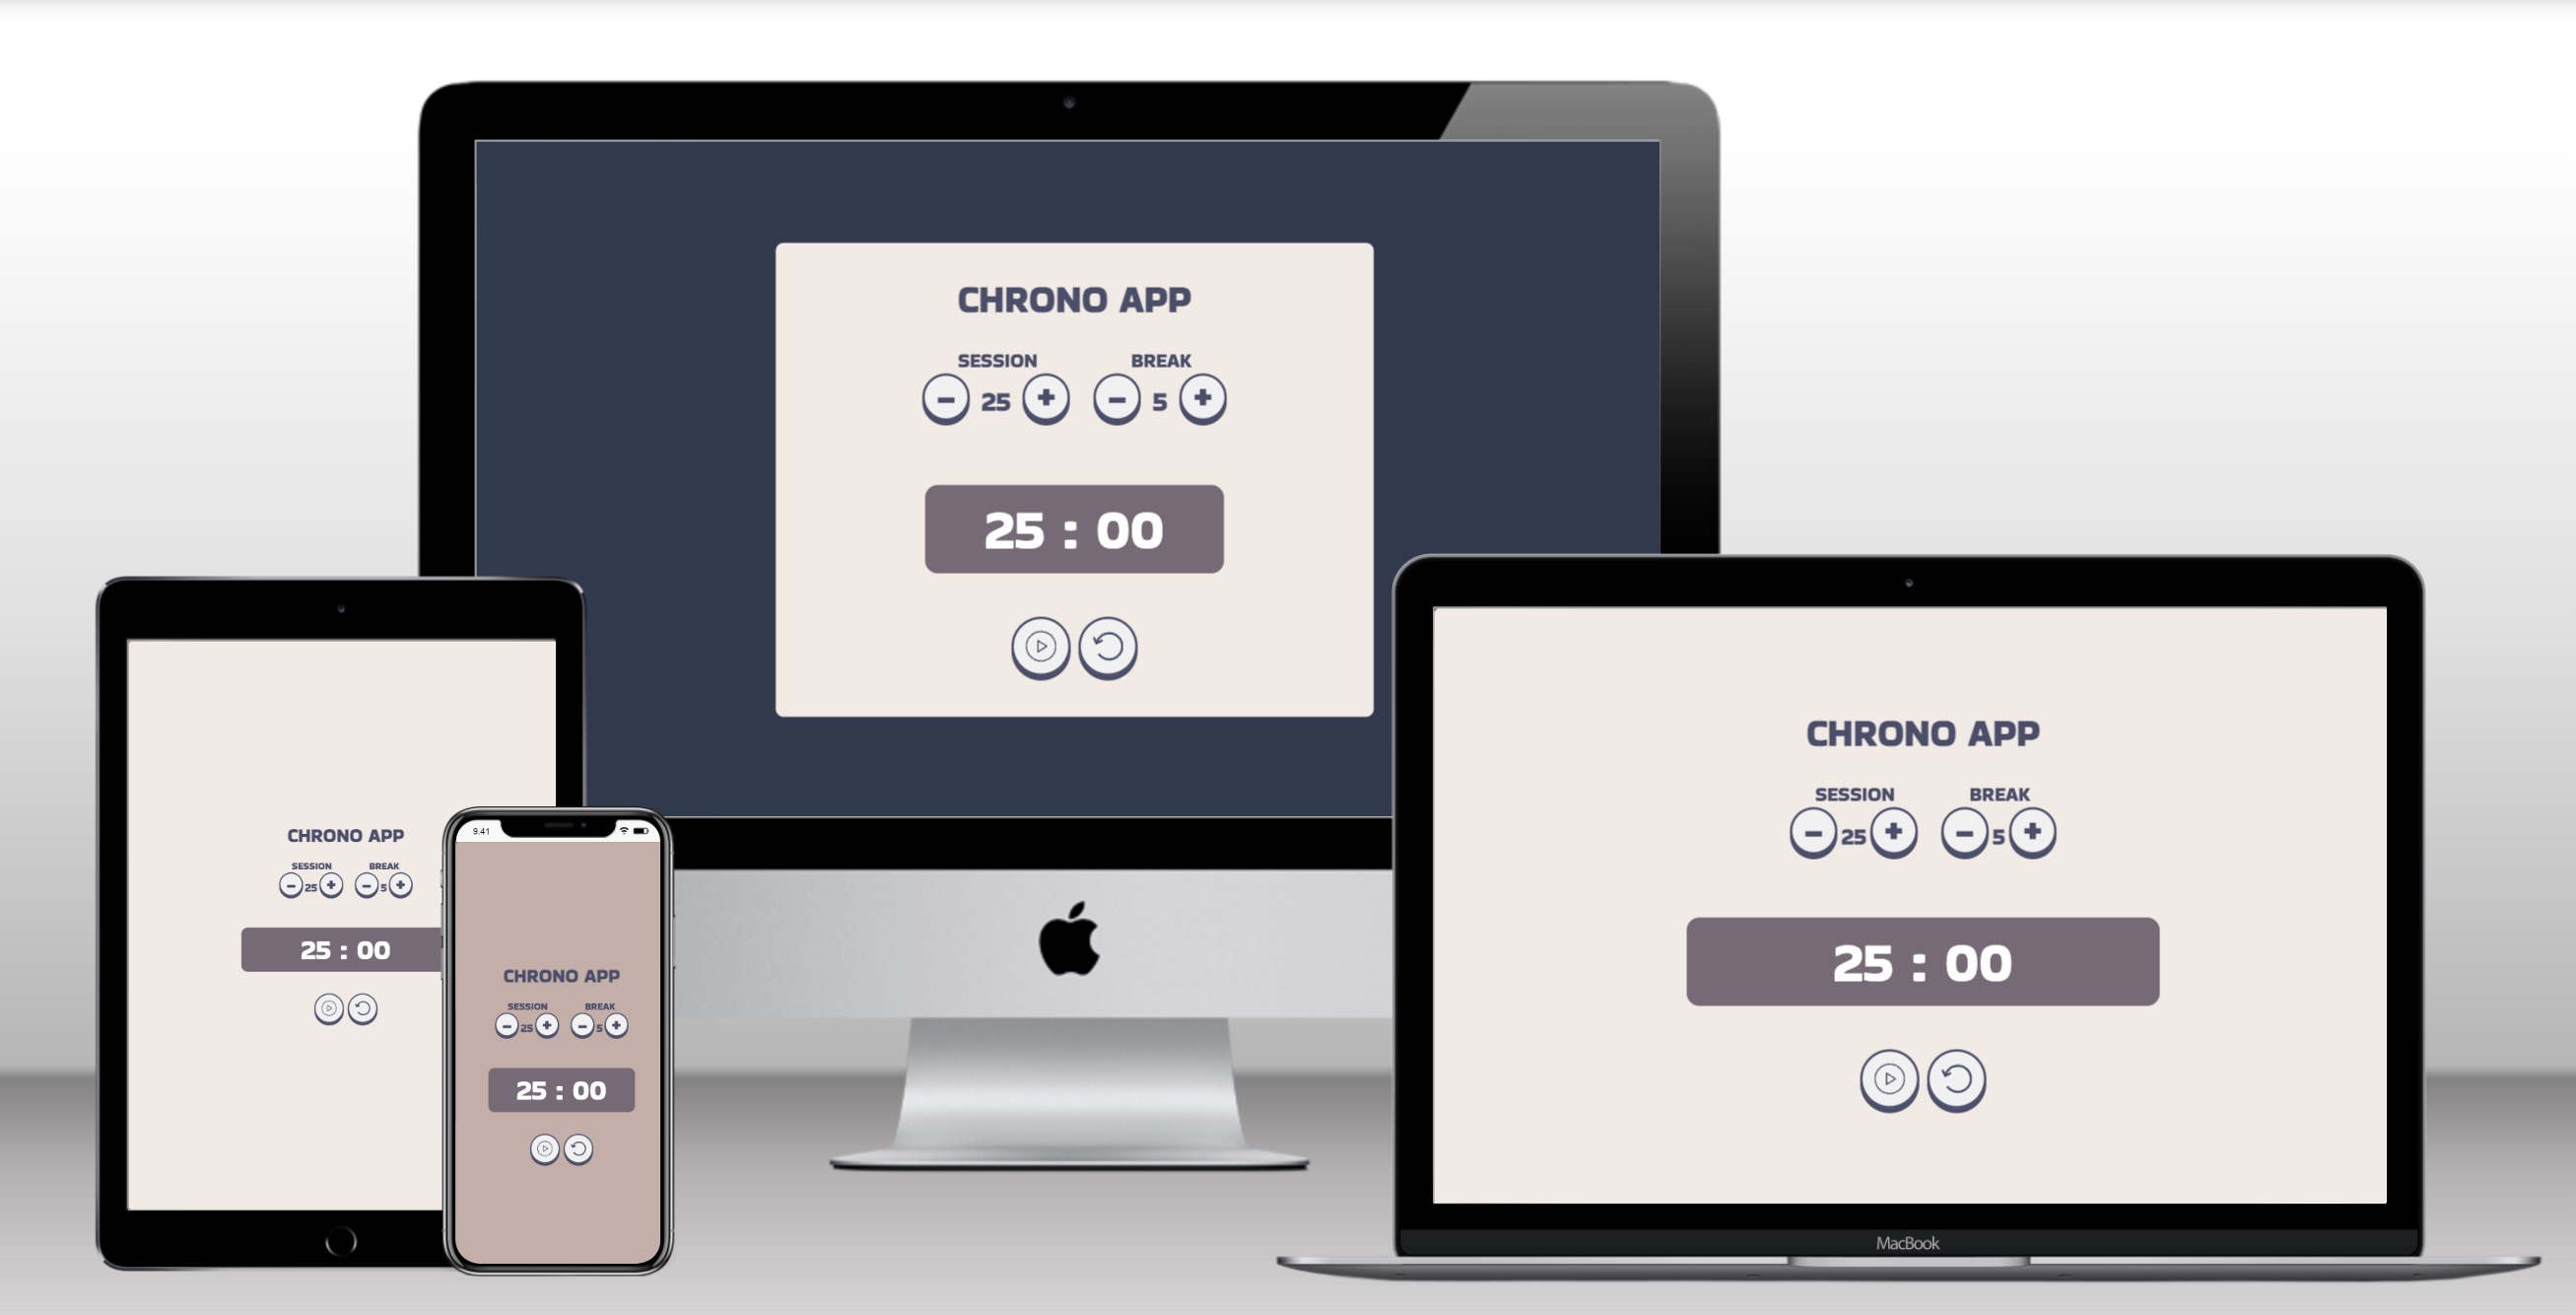 CHRONO APP
SESSION BREAK
- 25 + - 5 +
25 : 00
CHRONO APP
SESSION BREAK
- 25 + - 5 +
25 : 00
9.41
CHRONO APP
SESSION BREAK
- 25 + - 5 +
25 : 00
CHRONO APP
SESSION BREAK
- 25 + - 5 +
25 : 00
MacBook